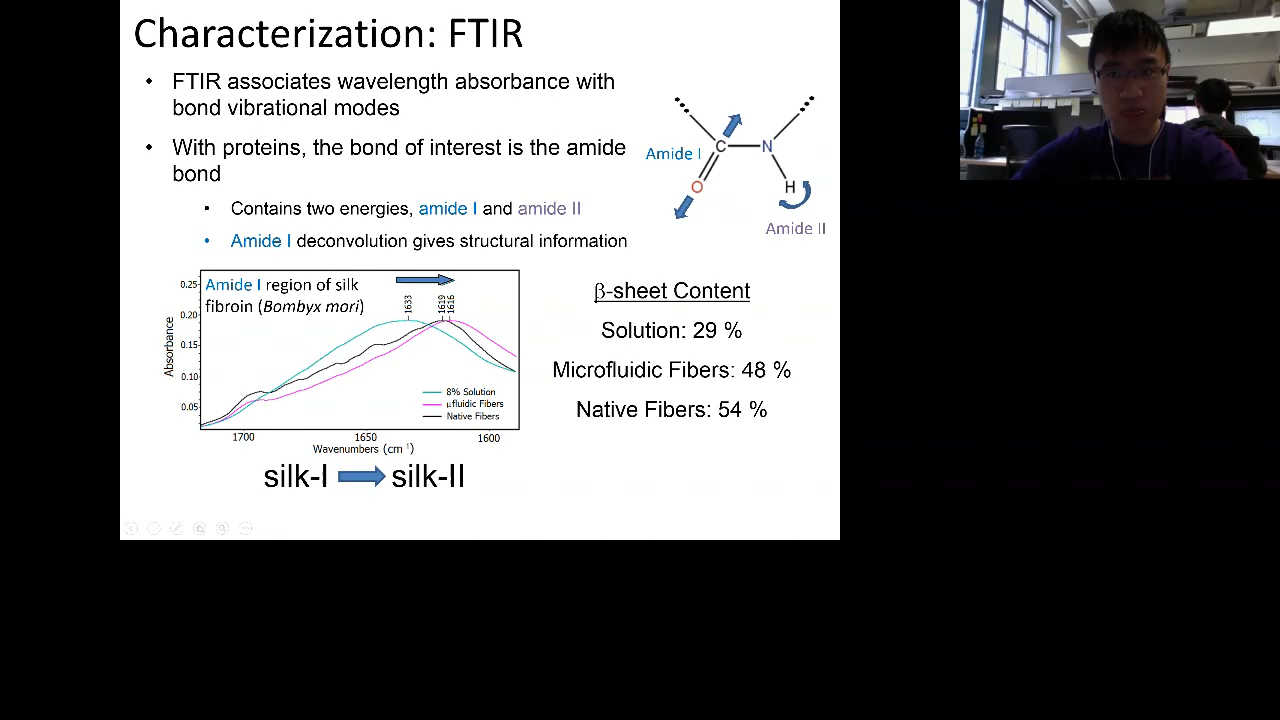 Characterization: FTIR
• FTIR associates wavelength absorbance with
bond vibrational modes
• With proteins, the bond of interest is the amide
bond
• Contains two energies, amide I and amide II
• Amide I deconvolution gives structural information
Amide I
C
N
O
H
Amide II
Amide I region of silk
fibroin (Bombyx mori)
0.25
0.20
0.15
0.10
0.05
Absorbance
1633
1619
1616
8% Solution
µfluidic Fibers
Native Fibers
1700 1650 1600
Wavenumbers (cm⁻¹)
silk-I silk-II
β-sheet Content
Solution: 29 %
Microfluidic Fibers: 48 %
Native Fibers: 54 %